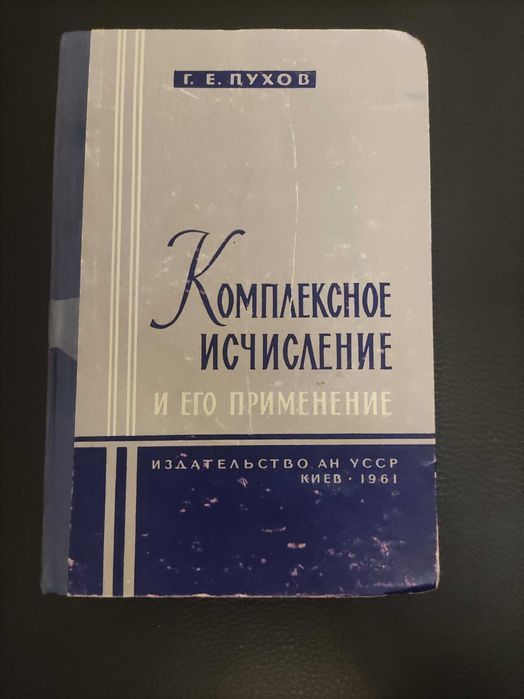 Г. Е. ПУХОВ
КОМПЛЕКСНОЕ
ИСЧИСЛЕНИЕ
И ЕГО ПРИМЕНЕНИЕ
ИЗДАТЕЛЬСТВО АН УССР
КИЕВ · 1961